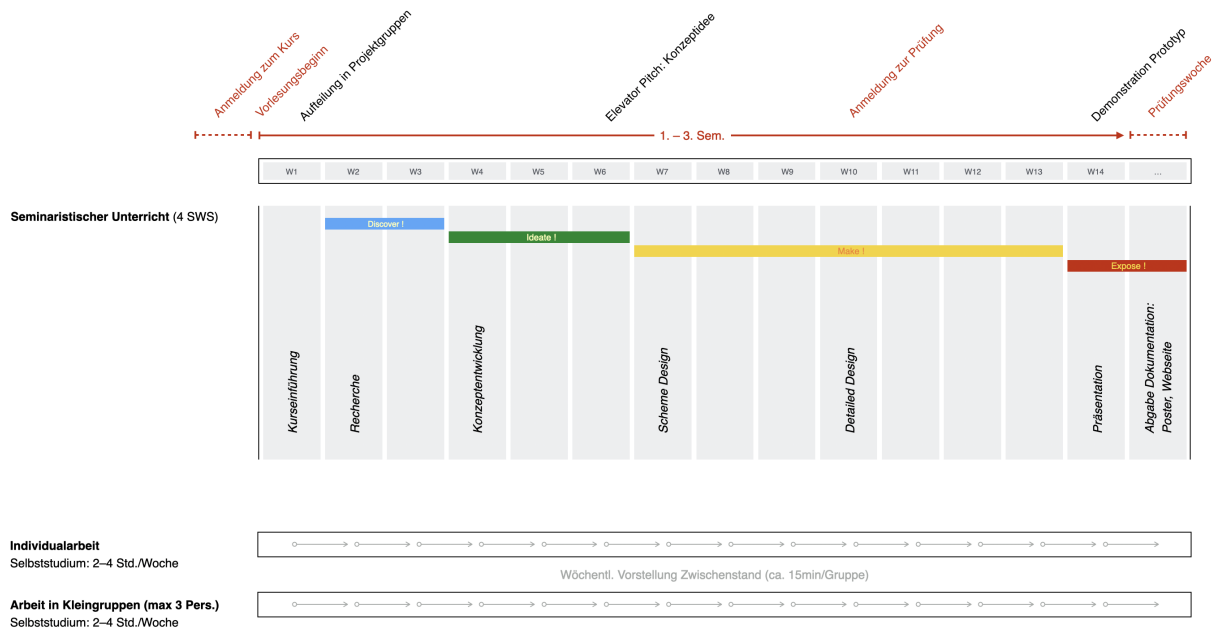 Anmeldung zum Kurs
Vorlesungsbeginn
Aufteilung in Projektgruppen
Elevator Pitch: Konzeptidee
Anmeldung zur Prüfung
Demonstration Prototyp
Prüfungswoche
1. – 3. Sem.
W1 W2 W3 W4 W5 W6 W7 W8 W9 W10 W11 W12 W13 W14 ...
Seminaristischer Unterricht (4 SWS)
Discover !
Ideate !
Make !
Expose !
Kurseinführung
Recherche
Konzeptentwicklung
Scheme Design
Detailed Design
Präsentation
Abgabe Dokumentation:
Poster, Webseite
Individualarbeit
Selbststudium: 2–4 Std./Woche
Wöchentl. Vorstellung Zwischenstand (ca. 15min/Gruppe)
Arbeit in Kleingruppen (max 3 Pers.)
Selbststudium: 2–4 Std./Woche